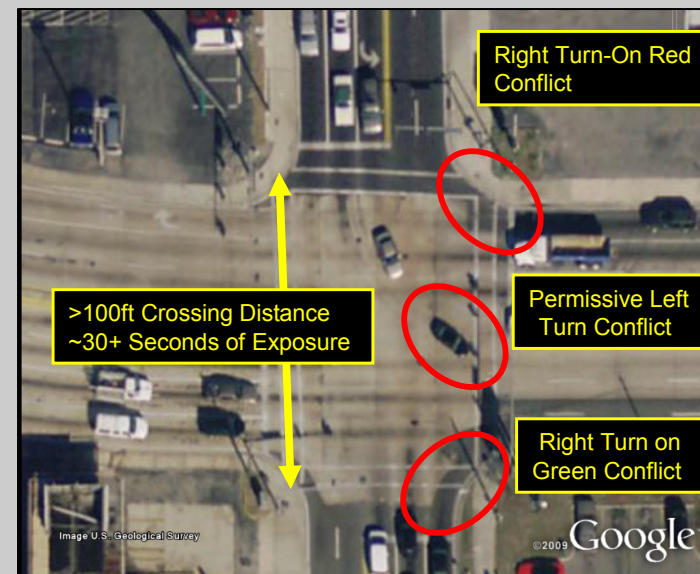 Right Turn-On Red
Conflict
>100ft Crossing Distance
~30+ Seconds of Exposure
Permissive Left
Turn Conflict
Right Turn on
Green Conflict
Image U.S. Geological Survey
©2009 Google